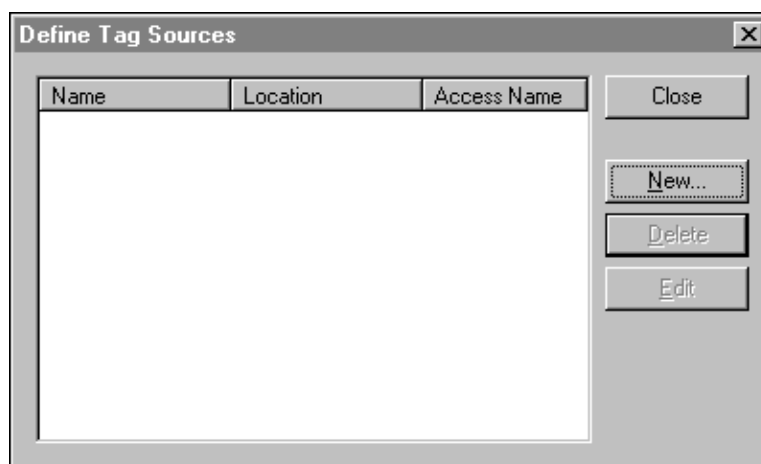 Define Tag Sources
Name Location Access Name
Close
New...
Delete
Edit